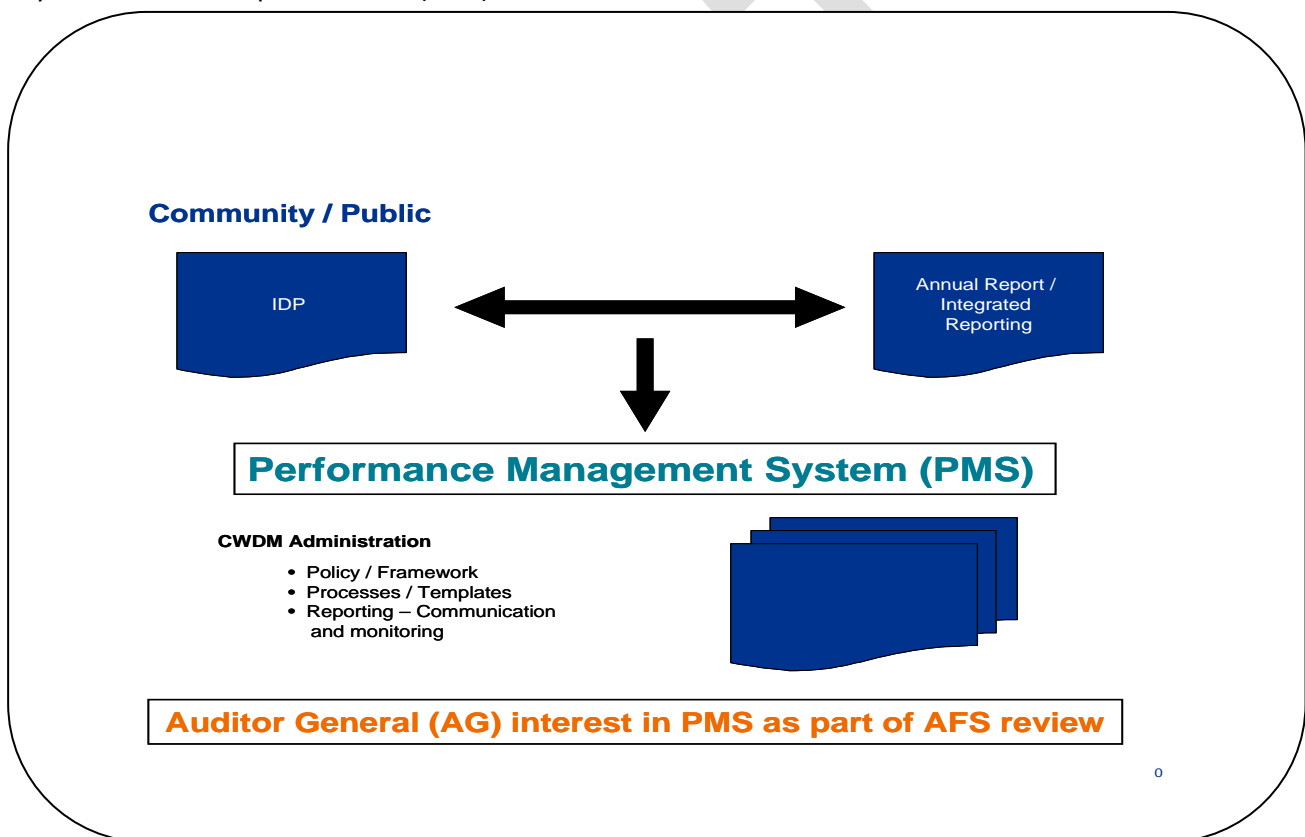 Community / Public
IDP
Annual Report /
Integrated
Reporting
Performance Management System (PMS)
CWDM Administration
• Policy / Framework
• Processes / Templates
• Reporting – Communication
and monitoring
Auditor General (AG) interest in PMS as part of AFS review
0